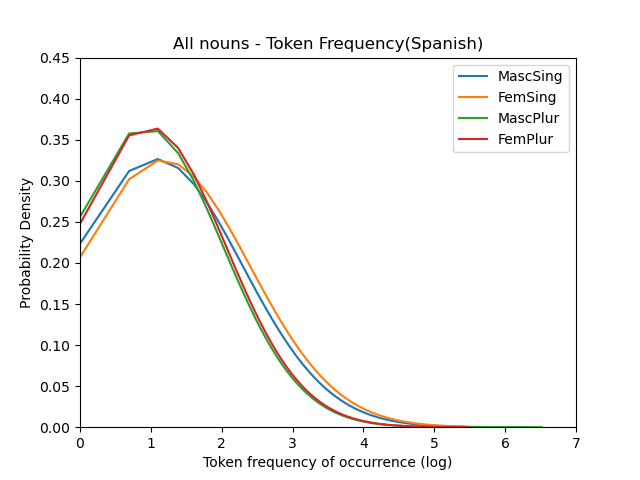 All nouns - Token Frequency(Spanish)
MascSing
FemSing
MascPlur
FemPlur
Probability Density
0.45
0.40
0.35
0.30
0.25
0.20
0.15
0.10
0.05
0.00
0 1 2 3 4 5 6 7
Token frequency of occurrence (log)